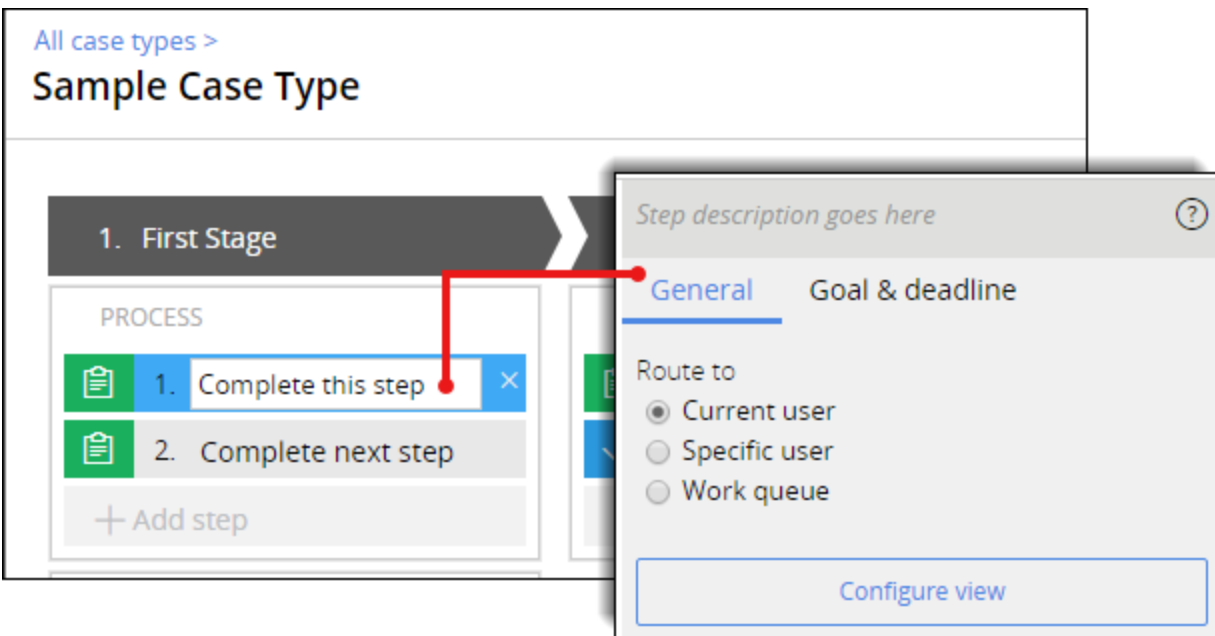 All case types >
Sample Case Type
1. First Stage
PROCESS
1. Complete this step ×
2. Complete next step
+ Add step
Step description goes here ?
General Goal & deadline
Route to
Current user
Specific user
Work queue
Configure view